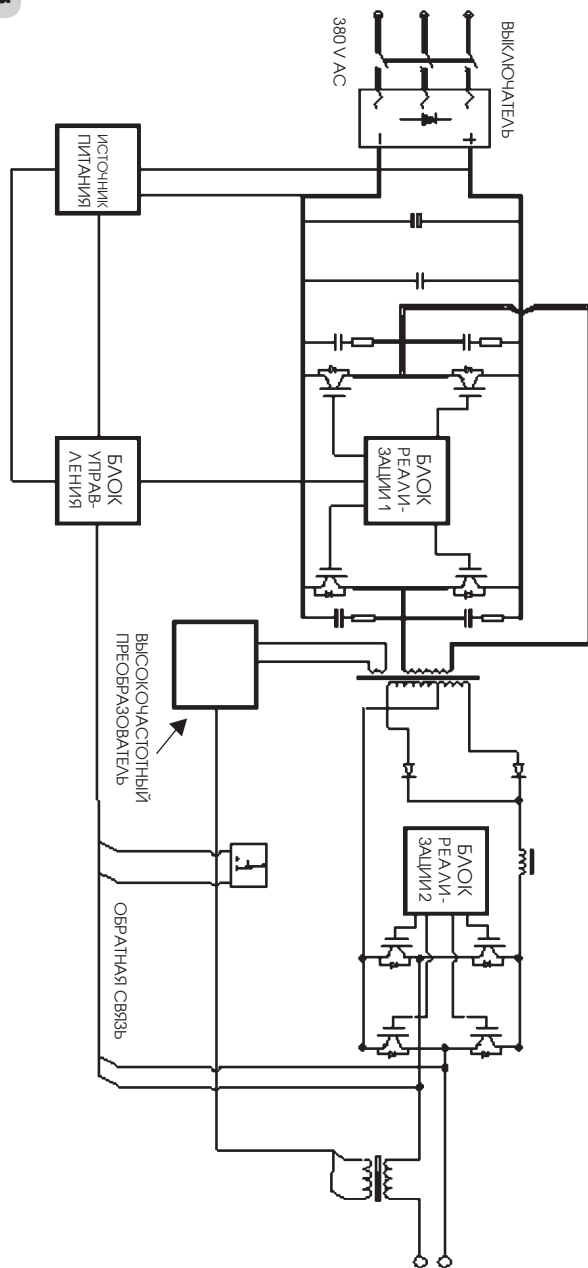 ВЫКЛЮЧАТЕЛЬ
380 V AC
+
-
ИСТОЧНИК
ПИТАНИЯ
БЛОК
УПРАВ-
ЛЕНИЯ
БЛОК
РЕАЛИ-
ЗАЦИИ 1
ВЫСОКОЧАСТОТНЫЙ
ПРЕОБРАЗОВАТЕЛЬ
БЛОК
РЕАЛИ-
ЗАЦИИ 2
ОБРАТНАЯ СВЯЗЬ